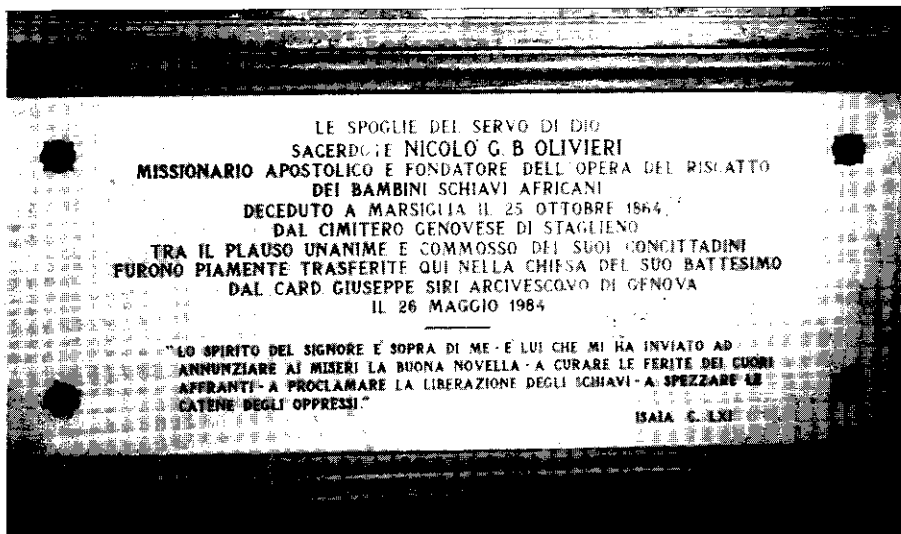 LE SPOGLIE DEL SERVO DI DIO
SACERDOTE NICOLÒ G. B OLIVIERI
MISSIONARIO APOSTOLICO E FONDATORE DELL'OPERA DEL RISCATTO
DEI BAMBINI SCHIAVI AFRICANI
DECEDUTO A MARSIGLIA IL 25 OTTOBRE 1864,
DAL CIMITERO GENOVESE DI STAGLIENO
TRA IL PLAUSO UNANIME E COMMOSSO DEI SUOI CONCITTADINI
FURONO PIAMENTE TRASFERITE QUI NELLA CHIESA DEL SUO BATTESIMO
DAL CARD GIUSEPPE SIRI ARCIVESCOVO DI GENOVA
IL 26 MAGGIO 1984
"LO SPIRITO DEL SIGNORE È SOPRA DI ME - È LUI CHE MI HA INVIATO AD
ANNUNZIARE AI MISERI LA BUONA NOVELLA - A CURARE LE FERITE DEI CUORI
AFFRANTI - A PROCLAMARE LA LIBERAZIONE DEGLI SCHIAVI - A SPEZZARE LE
CATENE DEGLI OPPRESSI."
ISAIA C. LXI